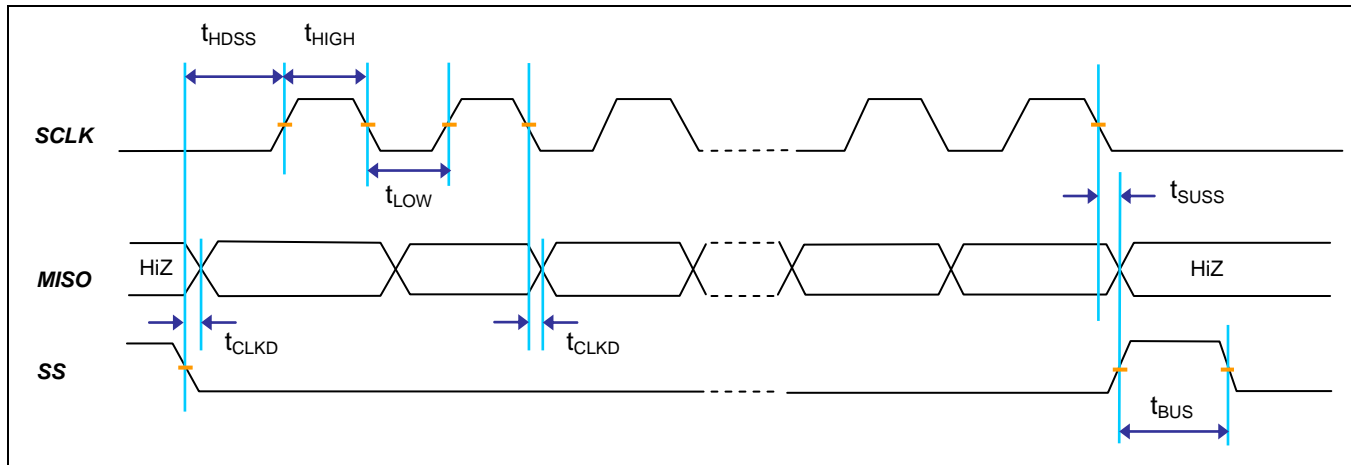 tHDSS tHIGH
SCLK
tLOW
tSUSS
HiZ HiZ
MISO
tCLKD tCLKD
SS
tBUS